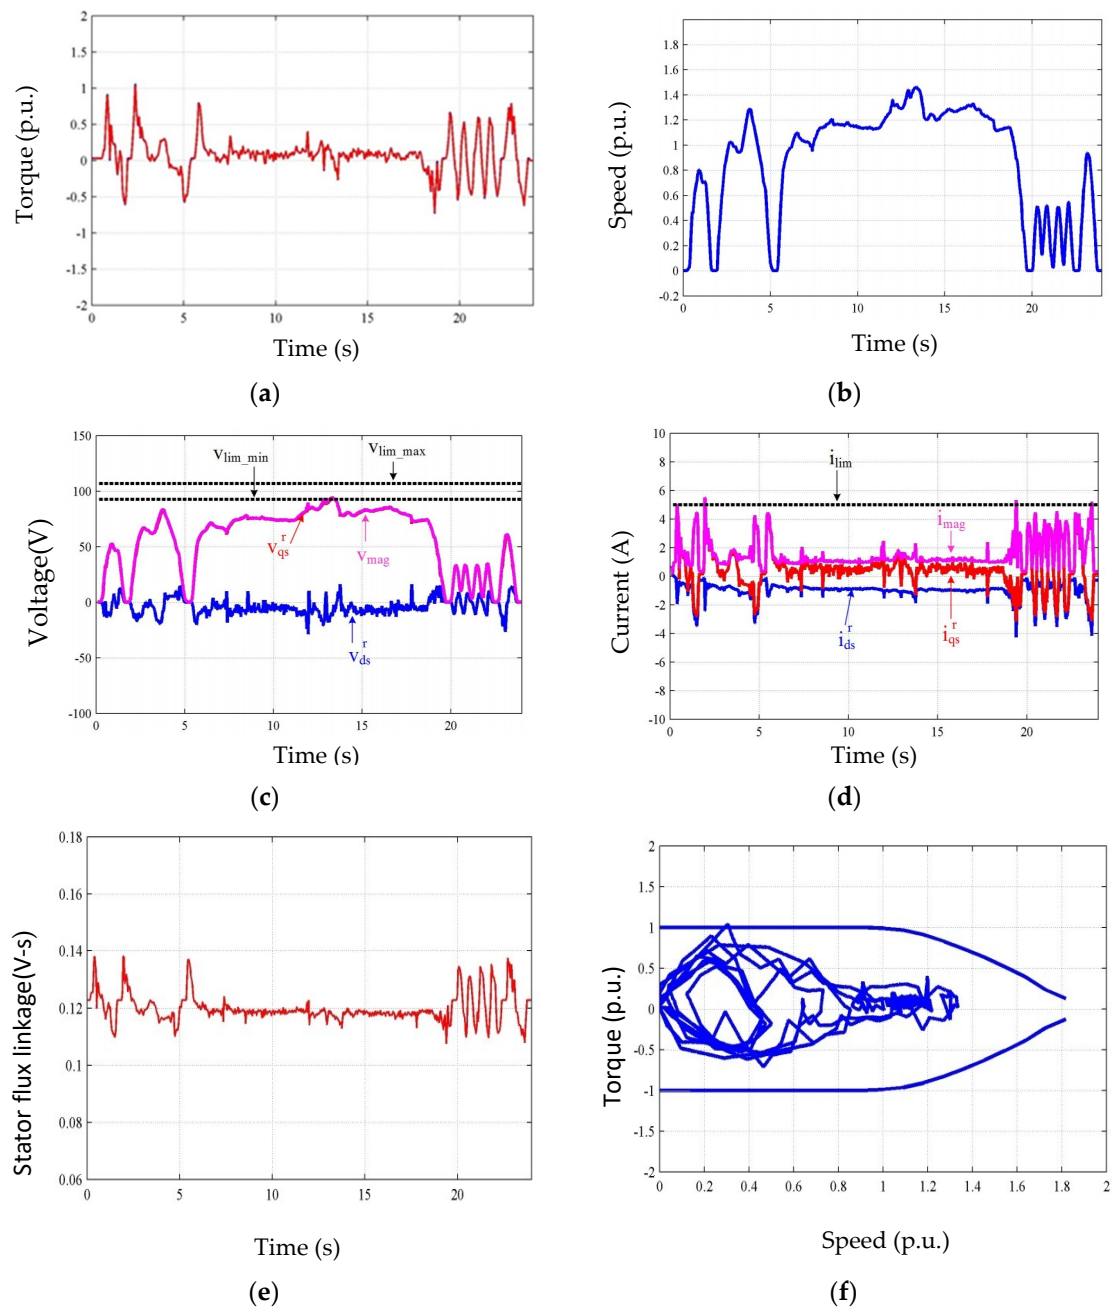 2
1.5
1
0.5
0
-0.5
-1
-1.5
-2
0 5 10 15 20
Torque (p.u.)
Time (s)
(a)
1.8
1.6
1.4
1.2
1
0.8
0.6
0.4
0.2
0
-0.2
0 5 10 15 20
Speed (p.u.)
Time (s)
(b)
150
100
50
0
-50
-100
0 5 10 15 20
Voltage(V)
vlim_min
vlim_max
vqs r
vmag
vds r
Time (s)
(c)
10
8
6
4
2
0
-2
-4
-6
-8
-10
0 5 10 15 20
Current (A)
ilim
imag
ids r
iqs r
Time (s)
(d)
0.18
0.16
0.14
0.12
0.1
0.08
0.06
0 5 10 15 20
Stator flux linkage(V-s)
Time (s)
(e)
2
1.5
1
0.5
0
-0.5
-1
-1.5
-2
0 0.2 0.4 0.6 0.8 1 1.2 1.4 1.6 1.8 2
Torque (p.u.)
Speed (p.u.)
(f)